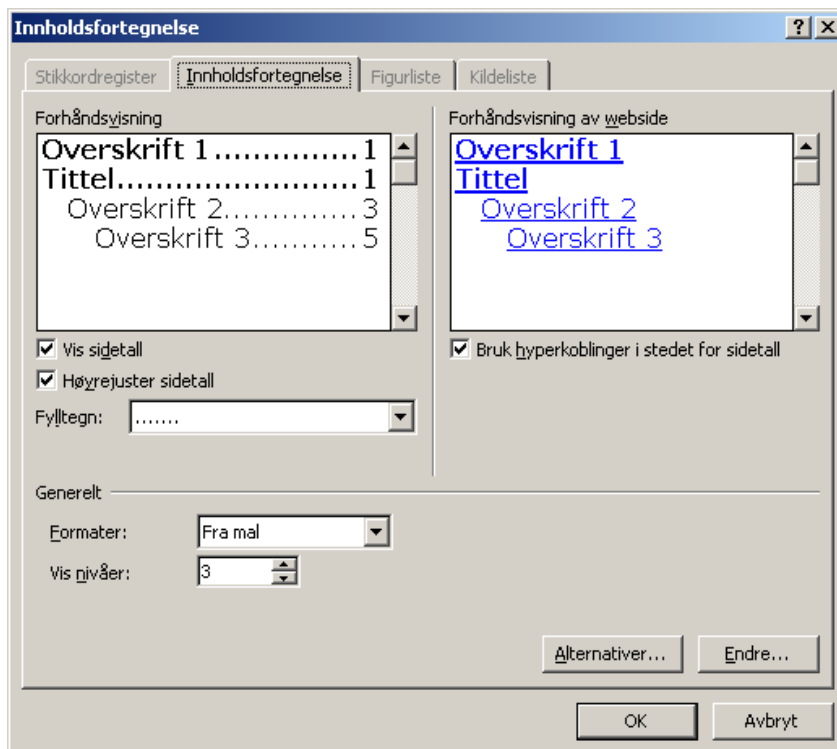 Innholdsfortegnelse
Stikkordregister Innholdsfortegnelse Figurliste Kildeliste
Forhåndsvisning
Overskrift 1...............1
Tittel........................1
Overskrift 2..............3
Overskrift 3...........5
Vis sidetall
Høyrejuster sidetall
Fylltegn: .......
Forhåndsvisning av webside
Overskrift 1
Tittel
Overskrift 2
Overskrift 3
Bruk hyperkoblinger i stedet for sidetall
Generelt
Formater: Fra mal
Vis nivåer: 3
Alternativer... Endre...
OK Avbryt